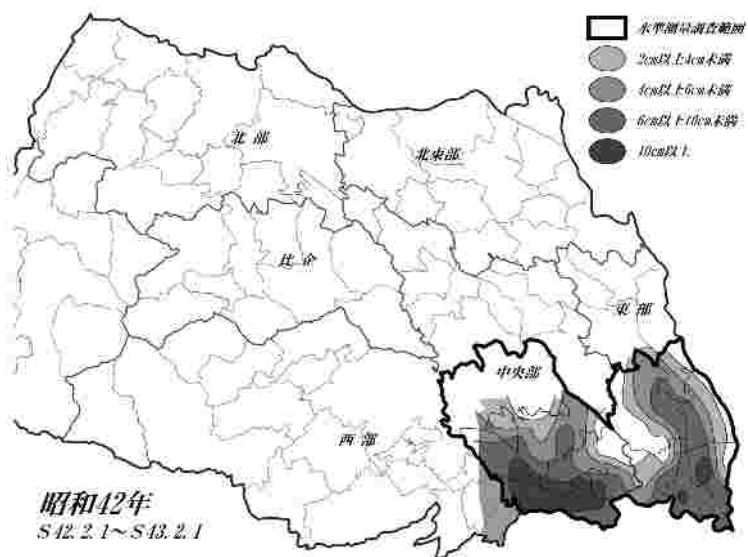 水準測量調査範囲
2cm以上4cm未満
4cm以上6cm未満
6cm以上10cm未満
10cm以上
北部
北東部
比企
東部
中央部
西部
昭和42年
S42.2.1～S43.2.1